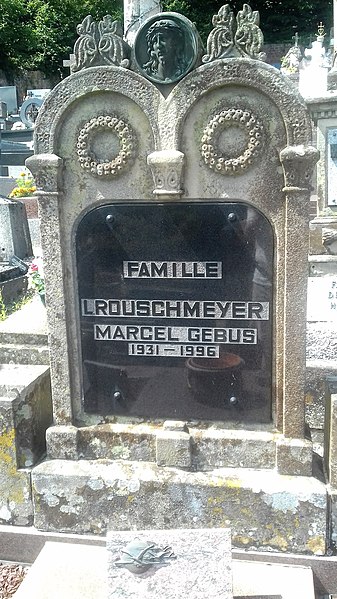 FAMILLE
L.ROUSCHMEYER
MARCEL GEBUS
1931-1996